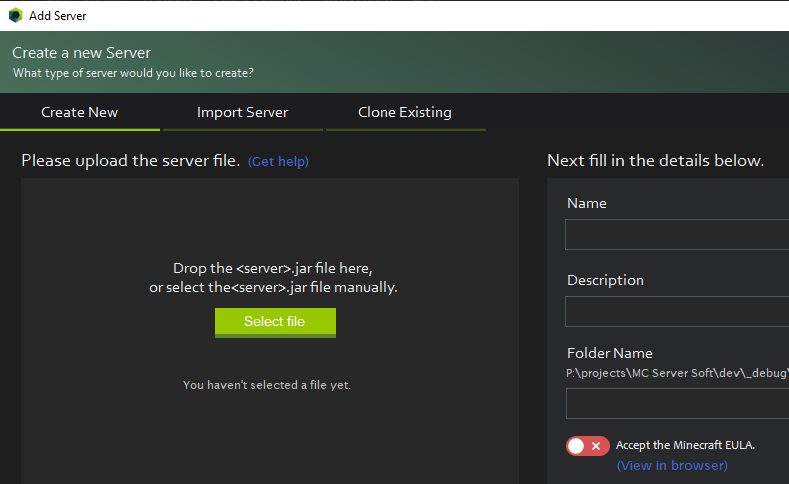 Add Server
Create a new Server
What type of server would you like to create?
Create New
Import Server
Clone Existing
Please upload the server file. (Get help)
Drop the <server>.jar file here,
or select the<server>.jar file manually.
Select file
You haven't selected a file yet.
Next fill in the details below.
Name
Description
Folder Name
P:\projects\MC Server Soft\dev\_debug\
Accept the Minecraft EULA.
(View in browser)